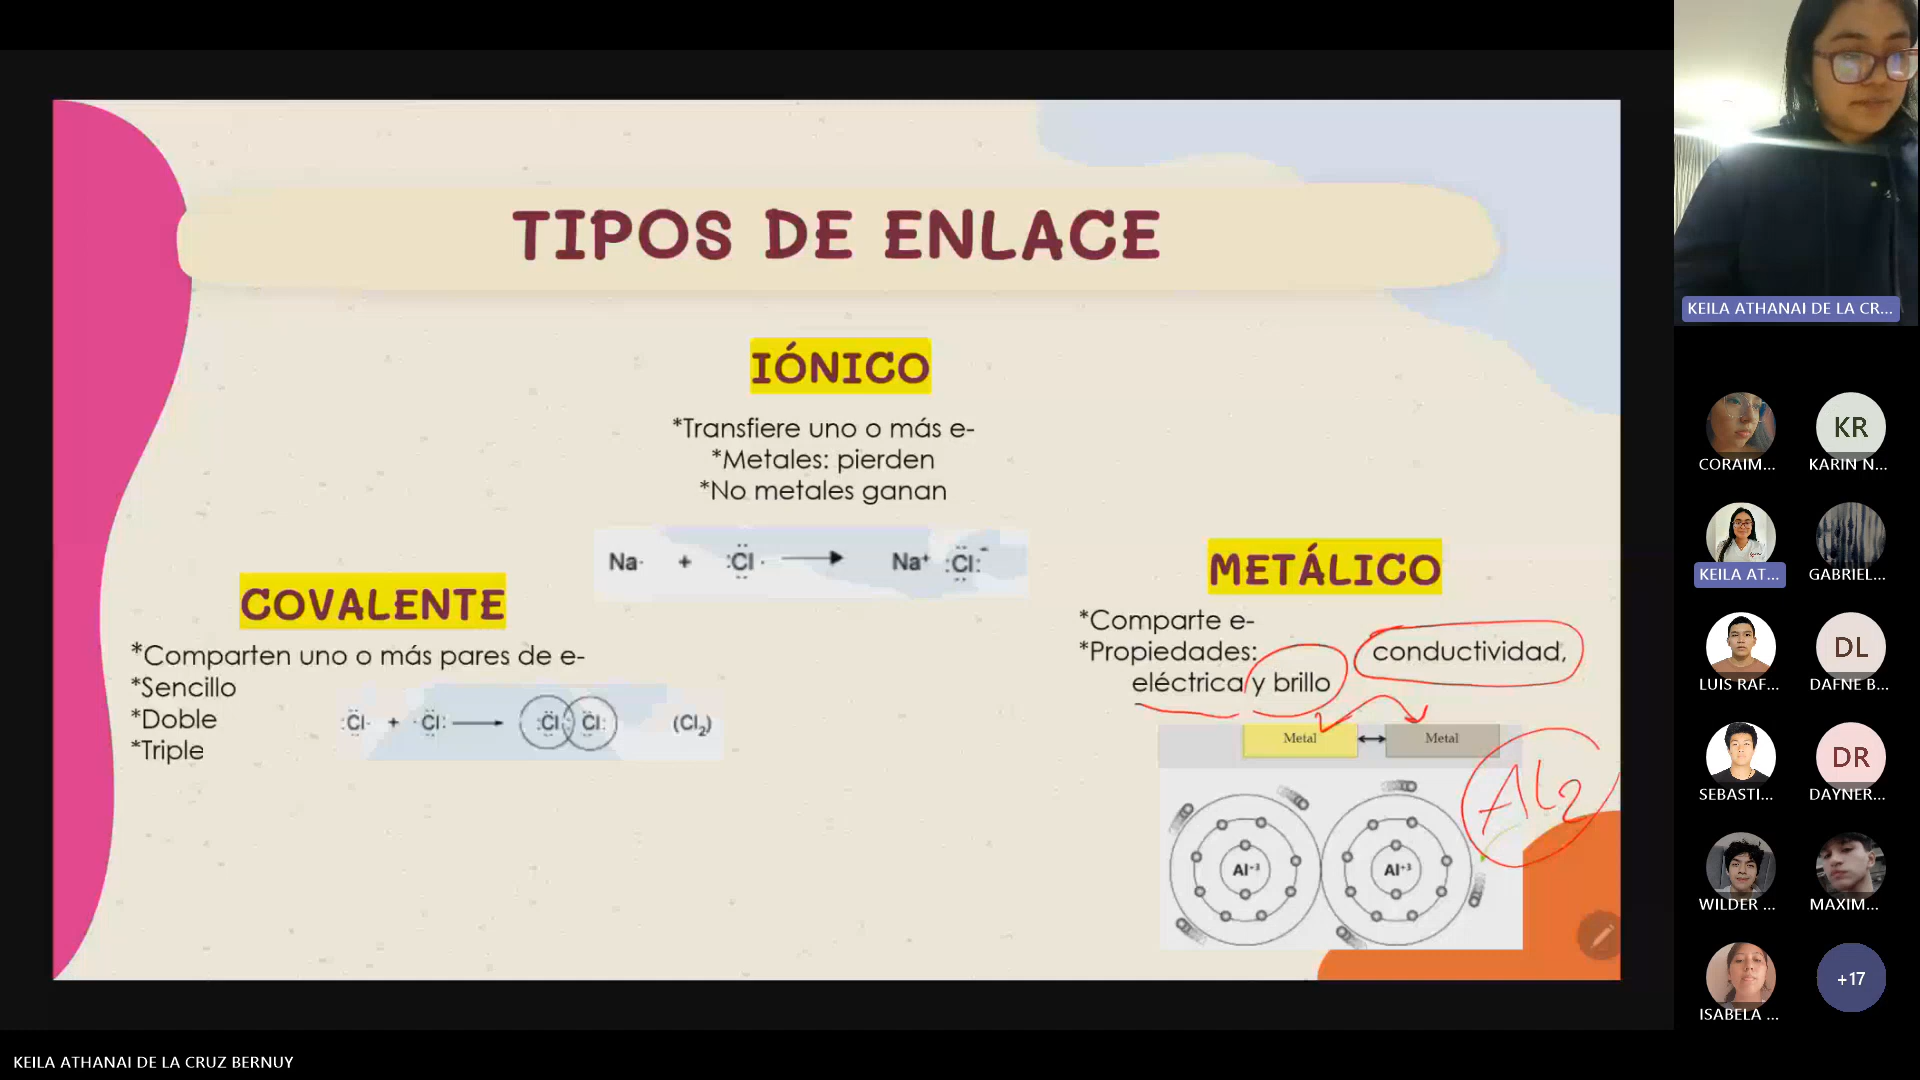 TIPOS DE ENLACE
IÓNICO
*Transfiere uno o más e-
*Metales: pierden
*No metales ganan
Na· + :Cl· Na⁺ :Cl:⁻
COVALENTE
*Comparten uno o más pares de e-
*Sencillo
*Doble
*Triple
:Cl· + ·Cl: :Cl:Cl: (Cl₂)
METÁLICO
*Comparte e-
*Propiedades: conductividad,
eléctrica y brillo
Metal Metal
Al2
Al⁺³ Al⁺³
KEILA ATHANAI DE LA CR...
KR
CORAIM... KARIN N...
KEILA AT... GABRIEL...
DL
LUIS RAF... DAFNE B...
DR
SEBASTI... DAYNER...
WILDER ... MAXIM...
+17
ISABELA ...
KEILA ATHANAI DE LA CRUZ BERNUY